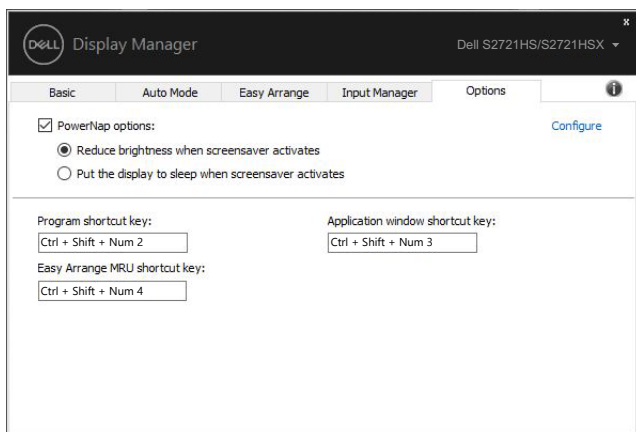 x
DELL Display Manager Dell S2721HS/S2721HSX
Basic Auto Mode Easy Arrange Input Manager Options i
PowerNap options: Configure
Reduce brightness when screensaver activates
Put the display to sleep when screensaver activates
Program shortcut key: Application window shortcut key:
Ctrl + Shift + Num 2 Ctrl + Shift + Num 3
Easy Arrange MRU shortcut key:
Ctrl + Shift + Num 4